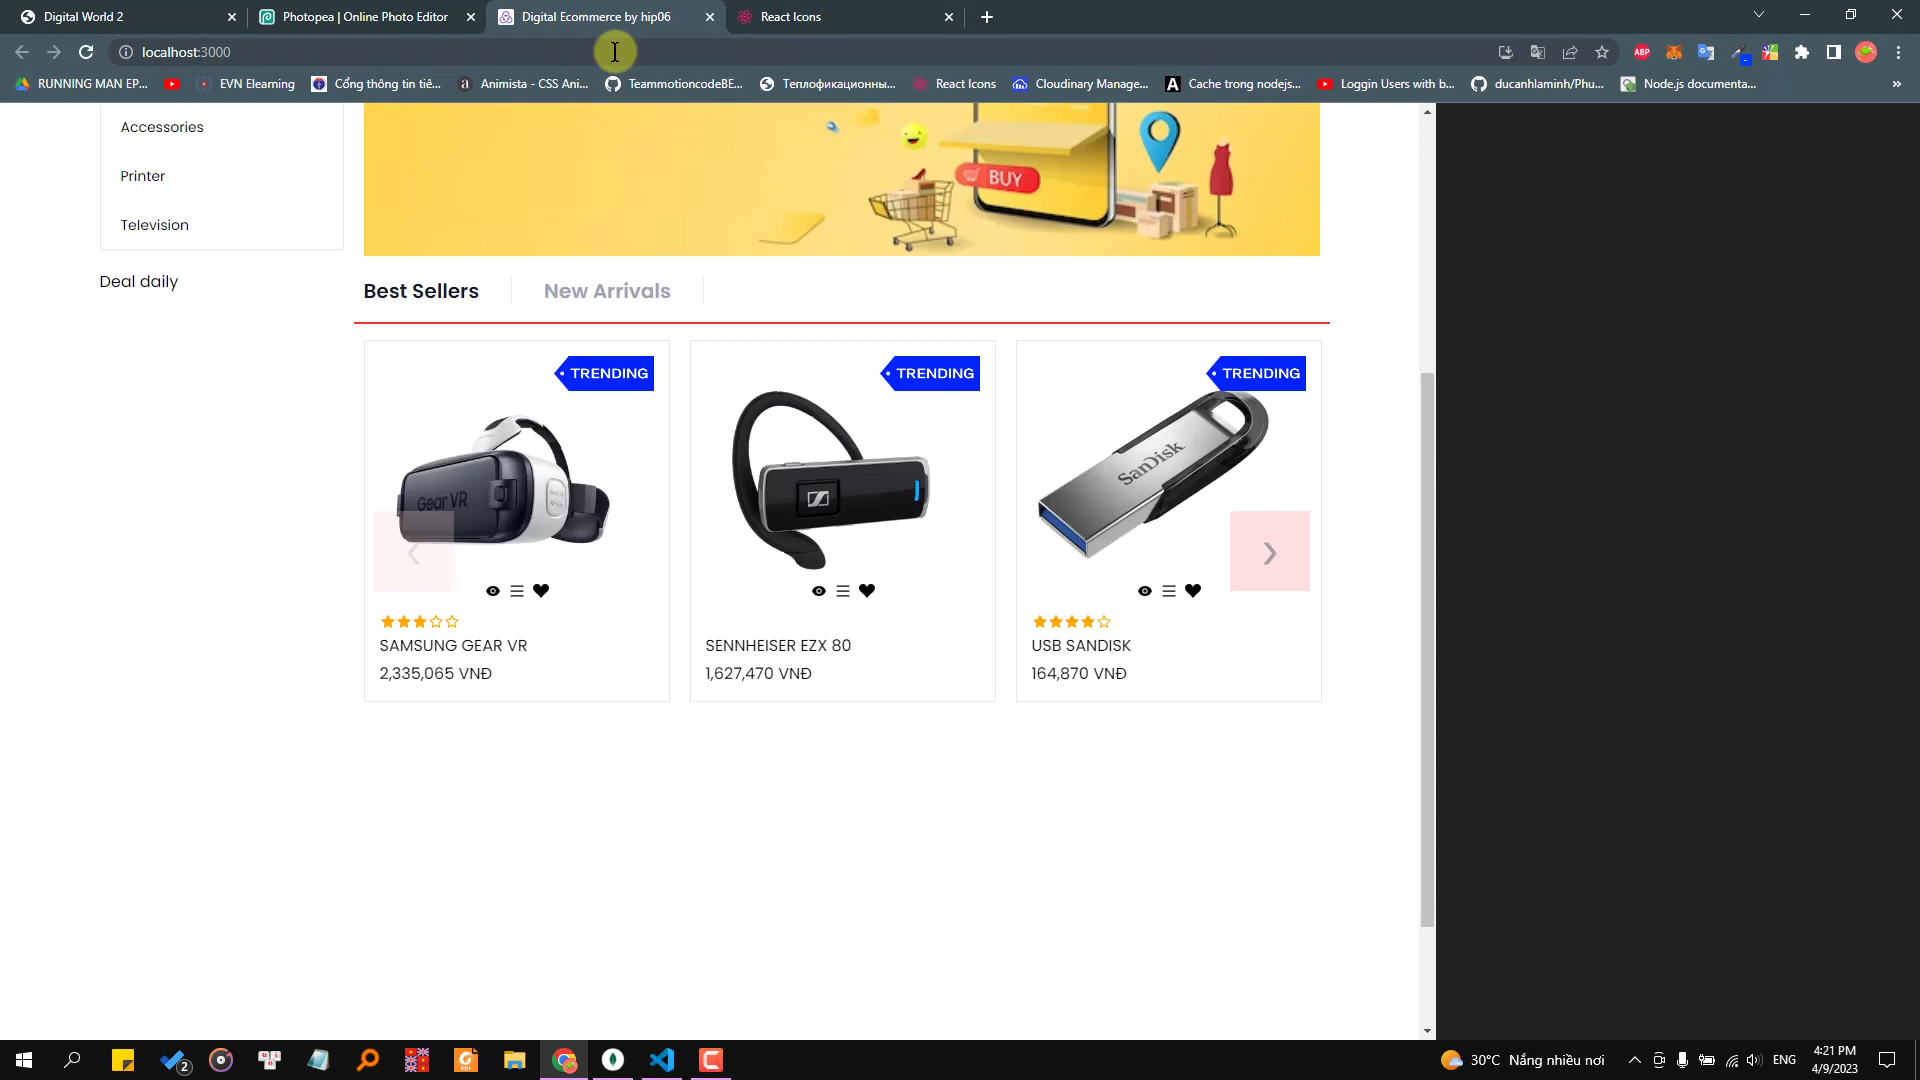 Digital World 2
Photopea | Online Photo Editor
Digital Ecommerce by hip06
React Icons
localhost:3000
ABP
RUNNING MAN EP...
EVN Elearning
Cổng thông tin tiê...
a
Animista - CSS Ani...
TeammotioncodeBE...
Теплофикационны...
React Icons
Cloudinary Manage...
A
Cache trong nodejs...
Loggin Users with b...
ducanhlaminh/Phu...
Node.js documenta...
Accessories
Printer
Television
BUY
Deal daily
Best Sellers
New Arrivals
TRENDING
TRENDING
TRENDING
Gear VR
SanDisk
SAMSUNG GEAR VR
2,335,065 VNĐ
SENNHEISER EZX 80
1,627,470 VNĐ
USB SANDISK
164,870 VNĐ
2
30°C Nắng nhiều nơi
ENG
4:21 PM
4/9/2023